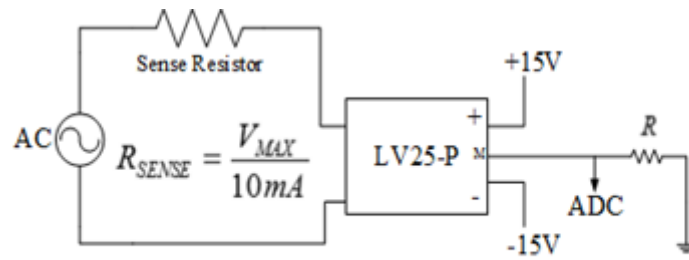 Sense Resistor
+15V
AC
R_SENSE = V_MAX / 10mA
+
LV25-P M
-
R
ADC
-15V